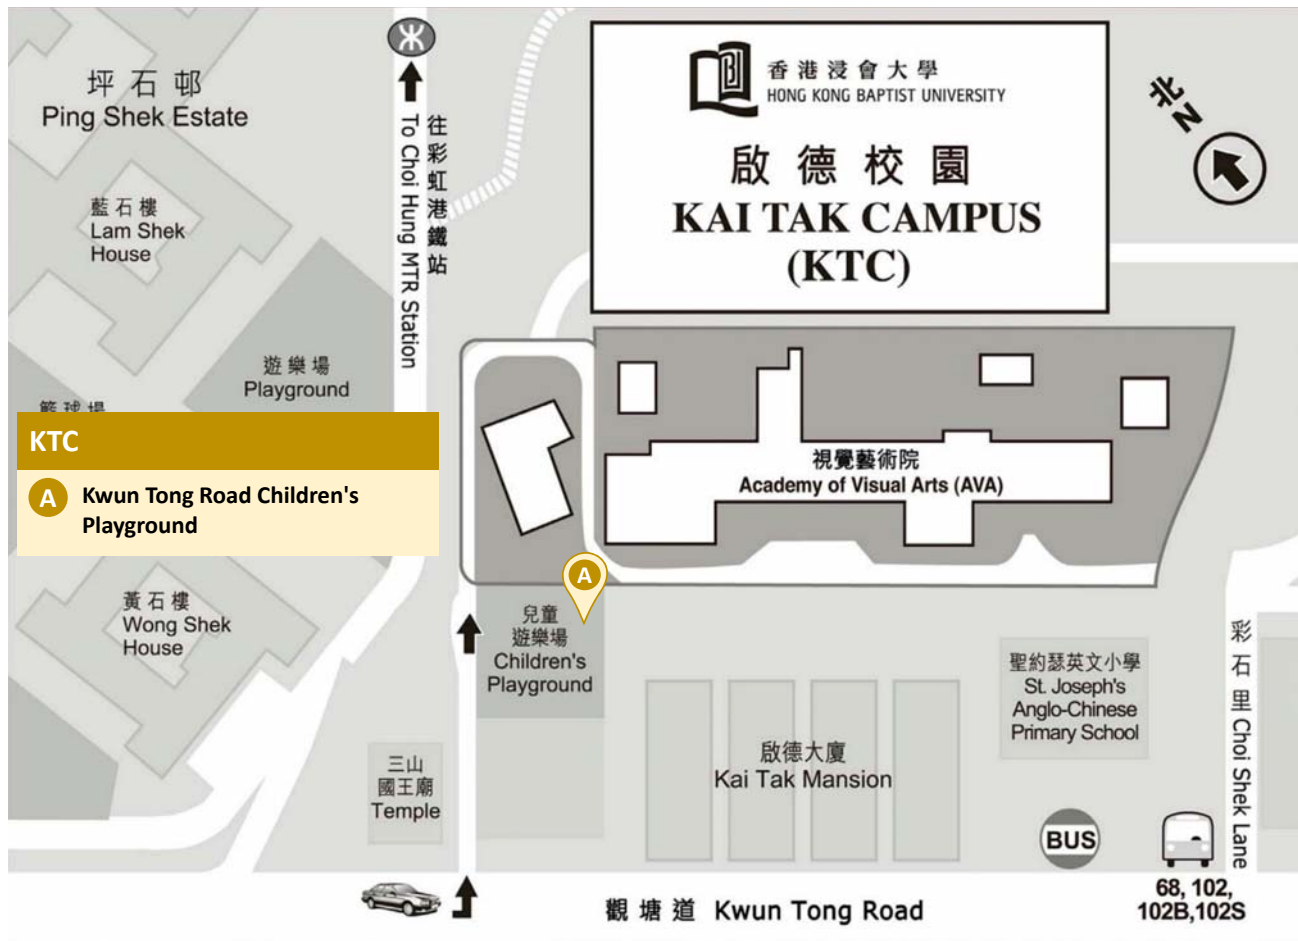 坪石邨
Ping Shek Estate
往彩虹港鐵站
To Choi Hung MTR Station
香港浸會大學
HONG KONG BAPTIST UNIVERSITY
啟德校園
KAI TAK CAMPUS
(KTC)
北
N
藍石樓
Lam Shek
House
遊樂場
Playground
籃球場
KTC
A
Kwun Tong Road Children's
Playground
視覺藝術院
Academy of Visual Arts (AVA)
A
黃石樓
Wong Shek
House
兒童
遊樂場
Children's
Playground
聖約瑟英文小學
St. Joseph's
Anglo-Chinese
Primary School
彩石里 Choi Shek Lane
三山
國王廟
Temple
啟德大廈
Kai Tak Mansion
BUS
68, 102,
102B,102S
觀塘道 Kwun Tong Road